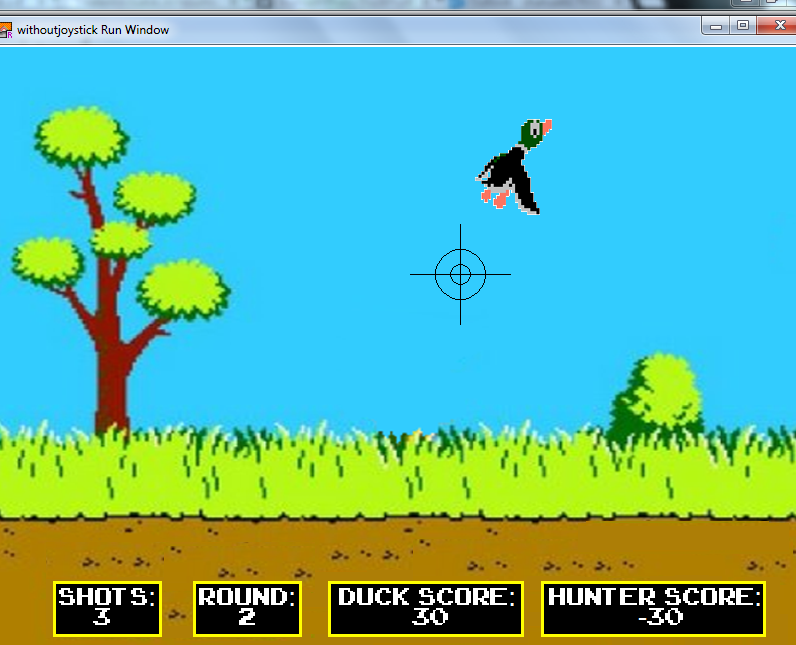 withoutjoystick Run Window
SHOTS:
3
ROUND:
2
DUCK SCORE:
30
HUNTER SCORE:
-30